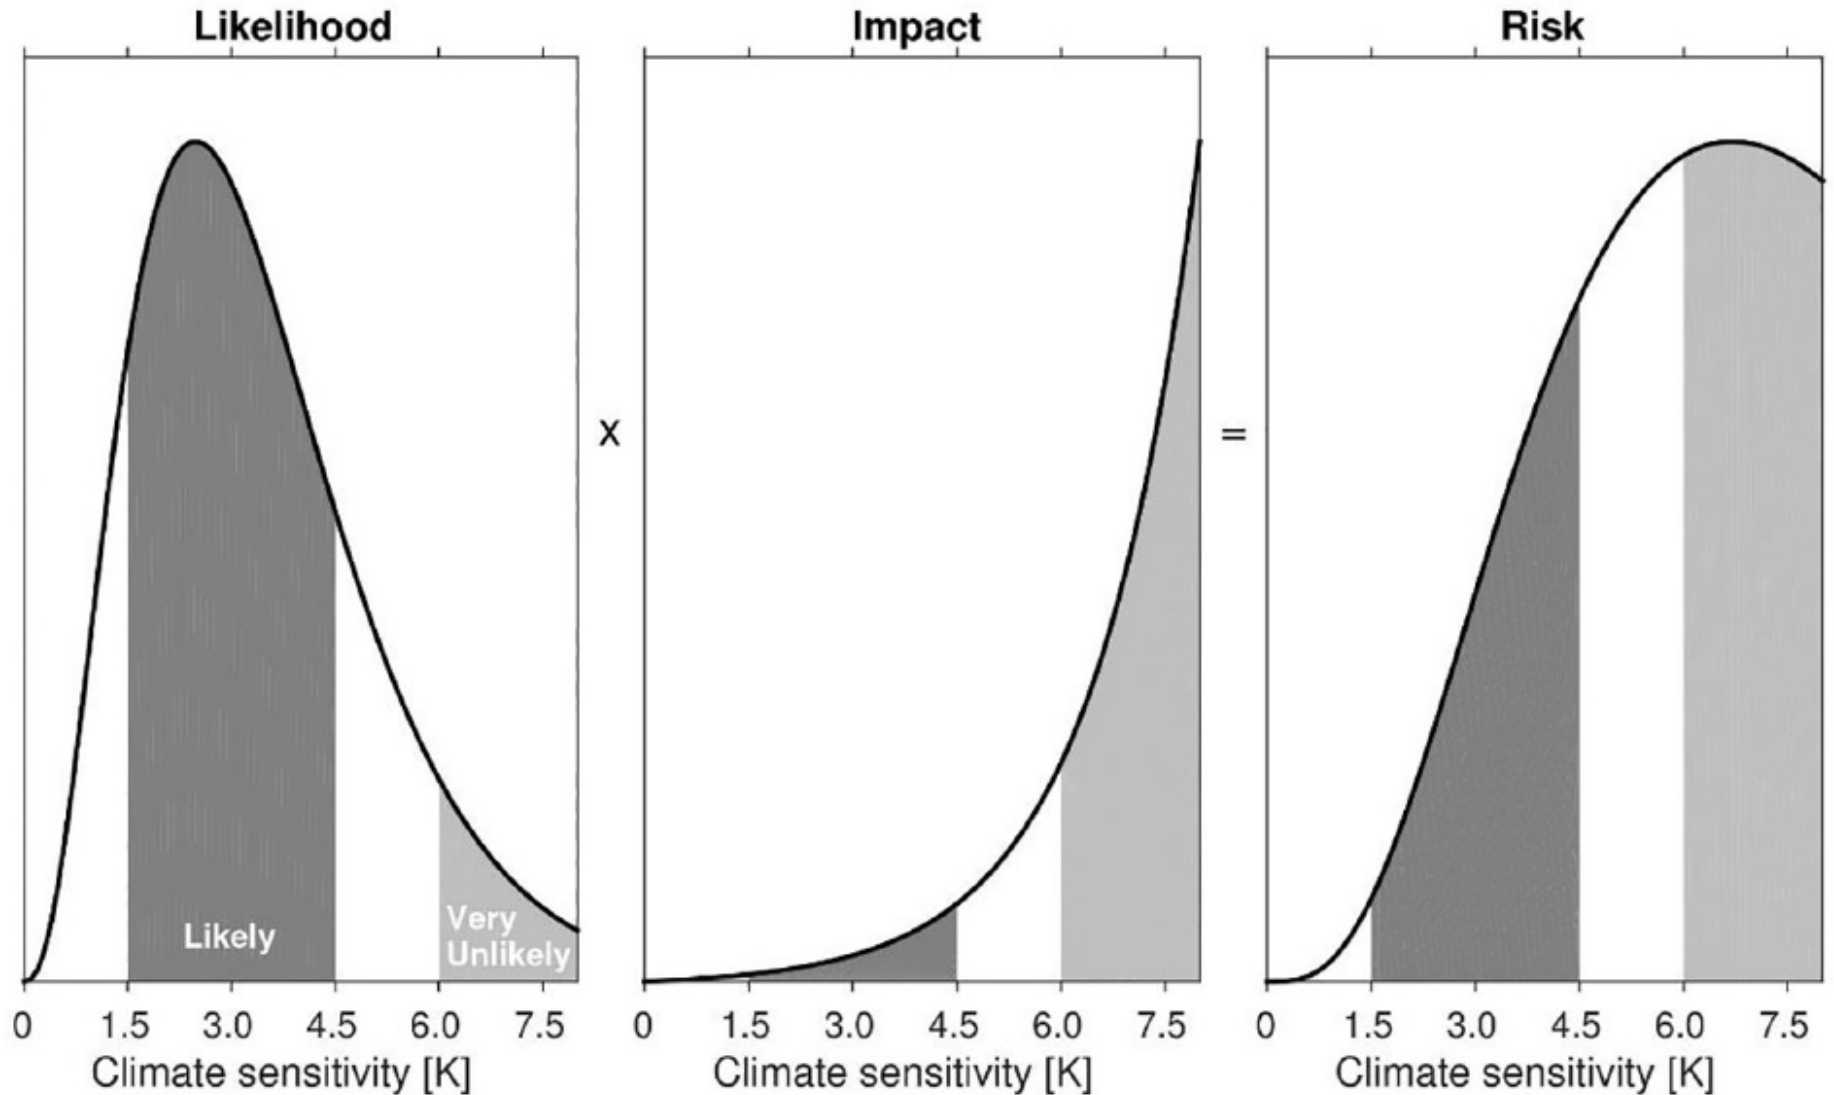 Likelihood
Impact
Risk
Likely
Very
Unlikely
X
=
0 1.5 3.0 4.5 6.0 7.5
Climate sensitivity [K]
0 1.5 3.0 4.5 6.0 7.5
Climate sensitivity [K]
0 1.5 3.0 4.5 6.0 7.5
Climate sensitivity [K]